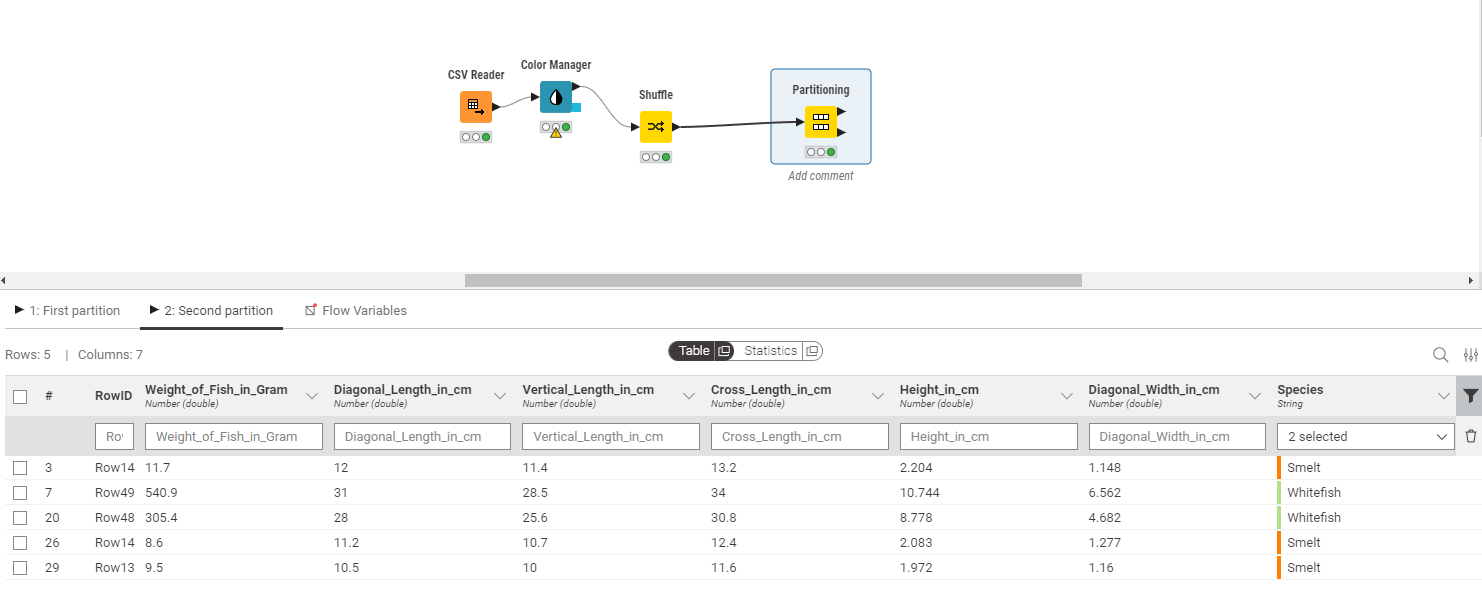 Color Manager
CSV Reader
Partitioning
Shuffle
Add comment
1: First partition 2: Second partition Flow Variables
Rows: 5 | Columns: 7
Table Statistics
# RowID Weight_of_Fish_in_Gram Diagonal_Length_in_cm Vertical_Length_in_cm Cross_Length_in_cm Height_in_cm Diagonal_Width_in_cm Species
Number (double) Number (double) Number (double) Number (double) Number (double) Number (double) String
Weight_of_Fish_in_Gram Diagonal_Length_in_cm Vertical_Length_in_cm Cross_Length_in_cm Height_in_cm Diagonal_Width_in_cm 2 selected
3 Row14 11.7 12 11.4 13.2 2.204 1.148 Smelt
7 Row49 540.9 31 28.5 34 10.744 6.562 Whitefish
20 Row48 305.4 28 25.6 30.8 8.778 4.682 Whitefish
26 Row14 8.6 11.2 10.7 12.4 2.083 1.277 Smelt
29 Row13 9.5 10.5 10 11.6 1.972 1.16 Smelt